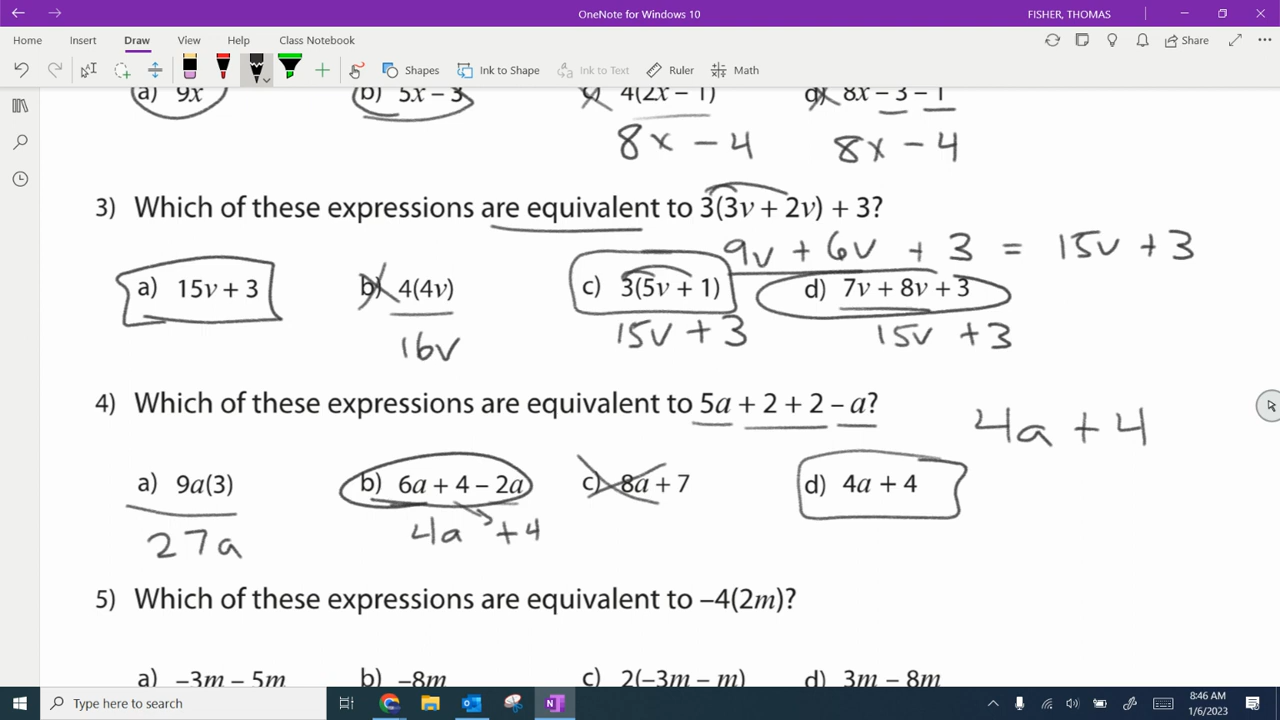 OneNote for Windows 10
FISHER, THOMAS
Home Insert Draw View Help Class Notebook
Share
Shapes Ink to Shape Ink to Text Ruler Math
a) 9x b) 5x – 3 c) 4(2x – 1) d) 8x – 3 – 1
8x – 4 8x – 4
3) Which of these expressions are equivalent to 3(3v + 2v) + 3?
9v + 6v + 3 = 15v + 3
a) 15v + 3 b) 4(4v) c) 3(5v + 1) d) 7v + 8v + 3
16v 15v + 3 15v + 3
4) Which of these expressions are equivalent to 5a + 2 + 2 – a?
4a + 4
a) 9a(3) b) 6a + 4 – 2a c) 8a + 7 d) 4a + 4
27a 4a + 4
5) Which of these expressions are equivalent to –4(2m)?
a) –3m – 5m b) –8m c) 2(–3m – m) d) 3m – 8m
Type here to search
8:46 AM
1/6/2023